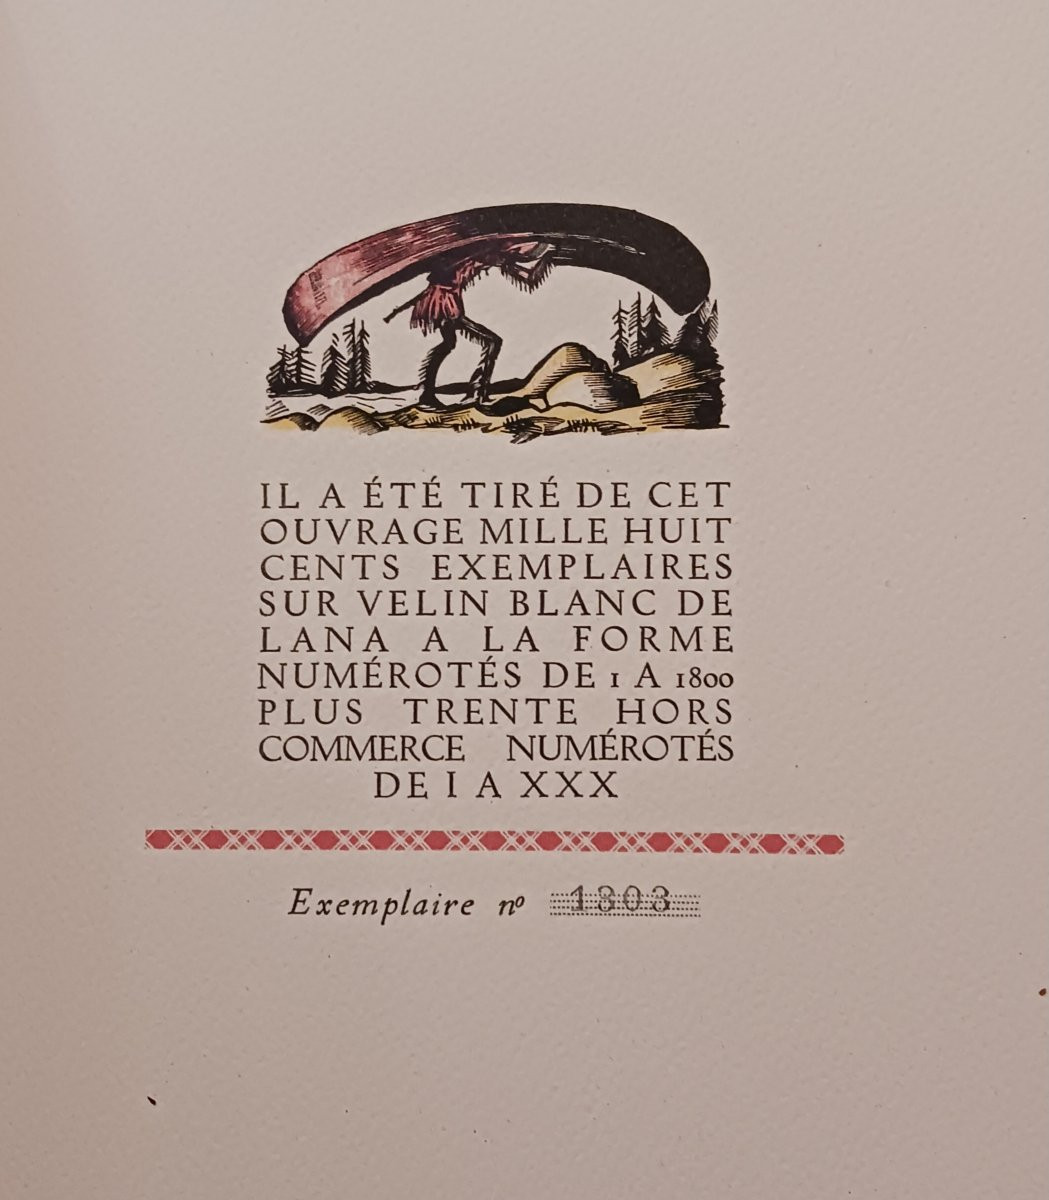 IL A ÉTÉ TIRÉ DE CET
OUVRAGE MILLE HUIT
CENTS EXEMPLAIRES
SUR VELIN BLANC DE
LANA A LA FORME
NUMÉROTÉS DE 1 A 1800
PLUS TRENTE HORS
COMMERCE NUMÉROTÉS
DE I A XXX
Exemplaire nº 1303